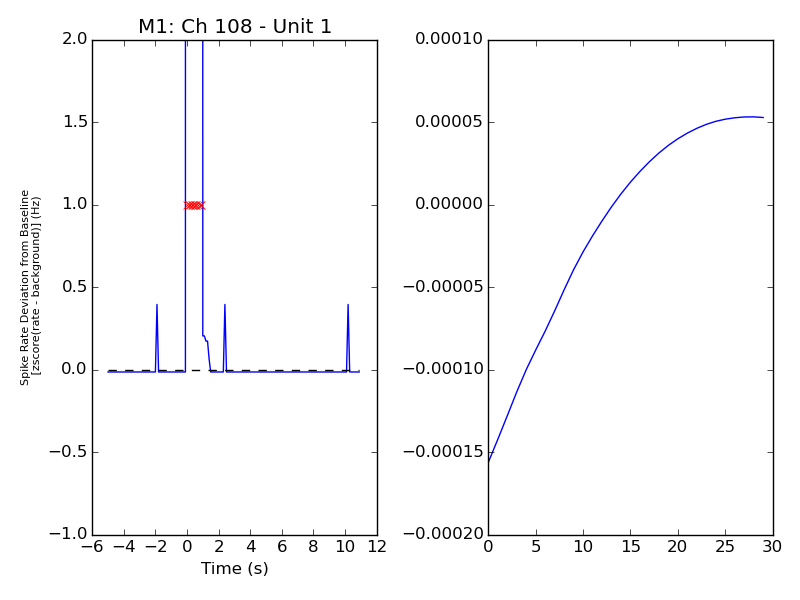 M1: Ch 108 - Unit 1
2.0
1.5
1.0
0.5
0.0
−0.5
−1.0
Spike Rate Deviation from Baseline
[zscore(rate - background)] (Hz)
−6 −4 −2 0 2 4 6 8 10 12
Time (s)
0.00010
0.00005
0.00000
−0.00005
−0.00010
−0.00015
−0.00020
0 5 10 15 20 25 30